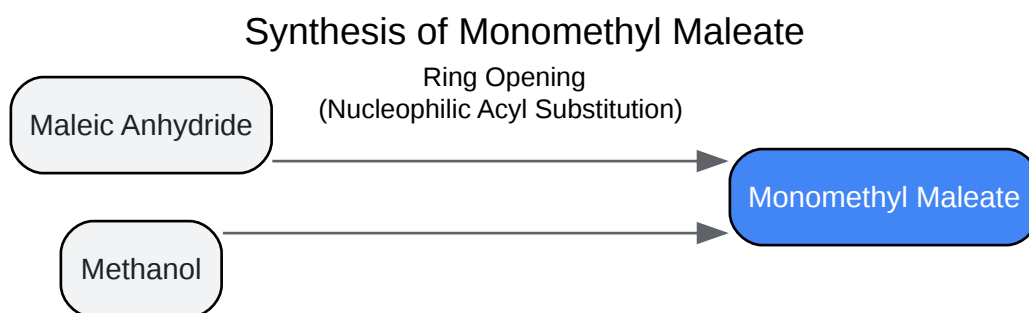 Synthesis of Monomethyl Maleate
Ring Opening
(Nucleophilic Acyl Substitution)
Maleic Anhydride
Monomethyl Maleate
Methanol